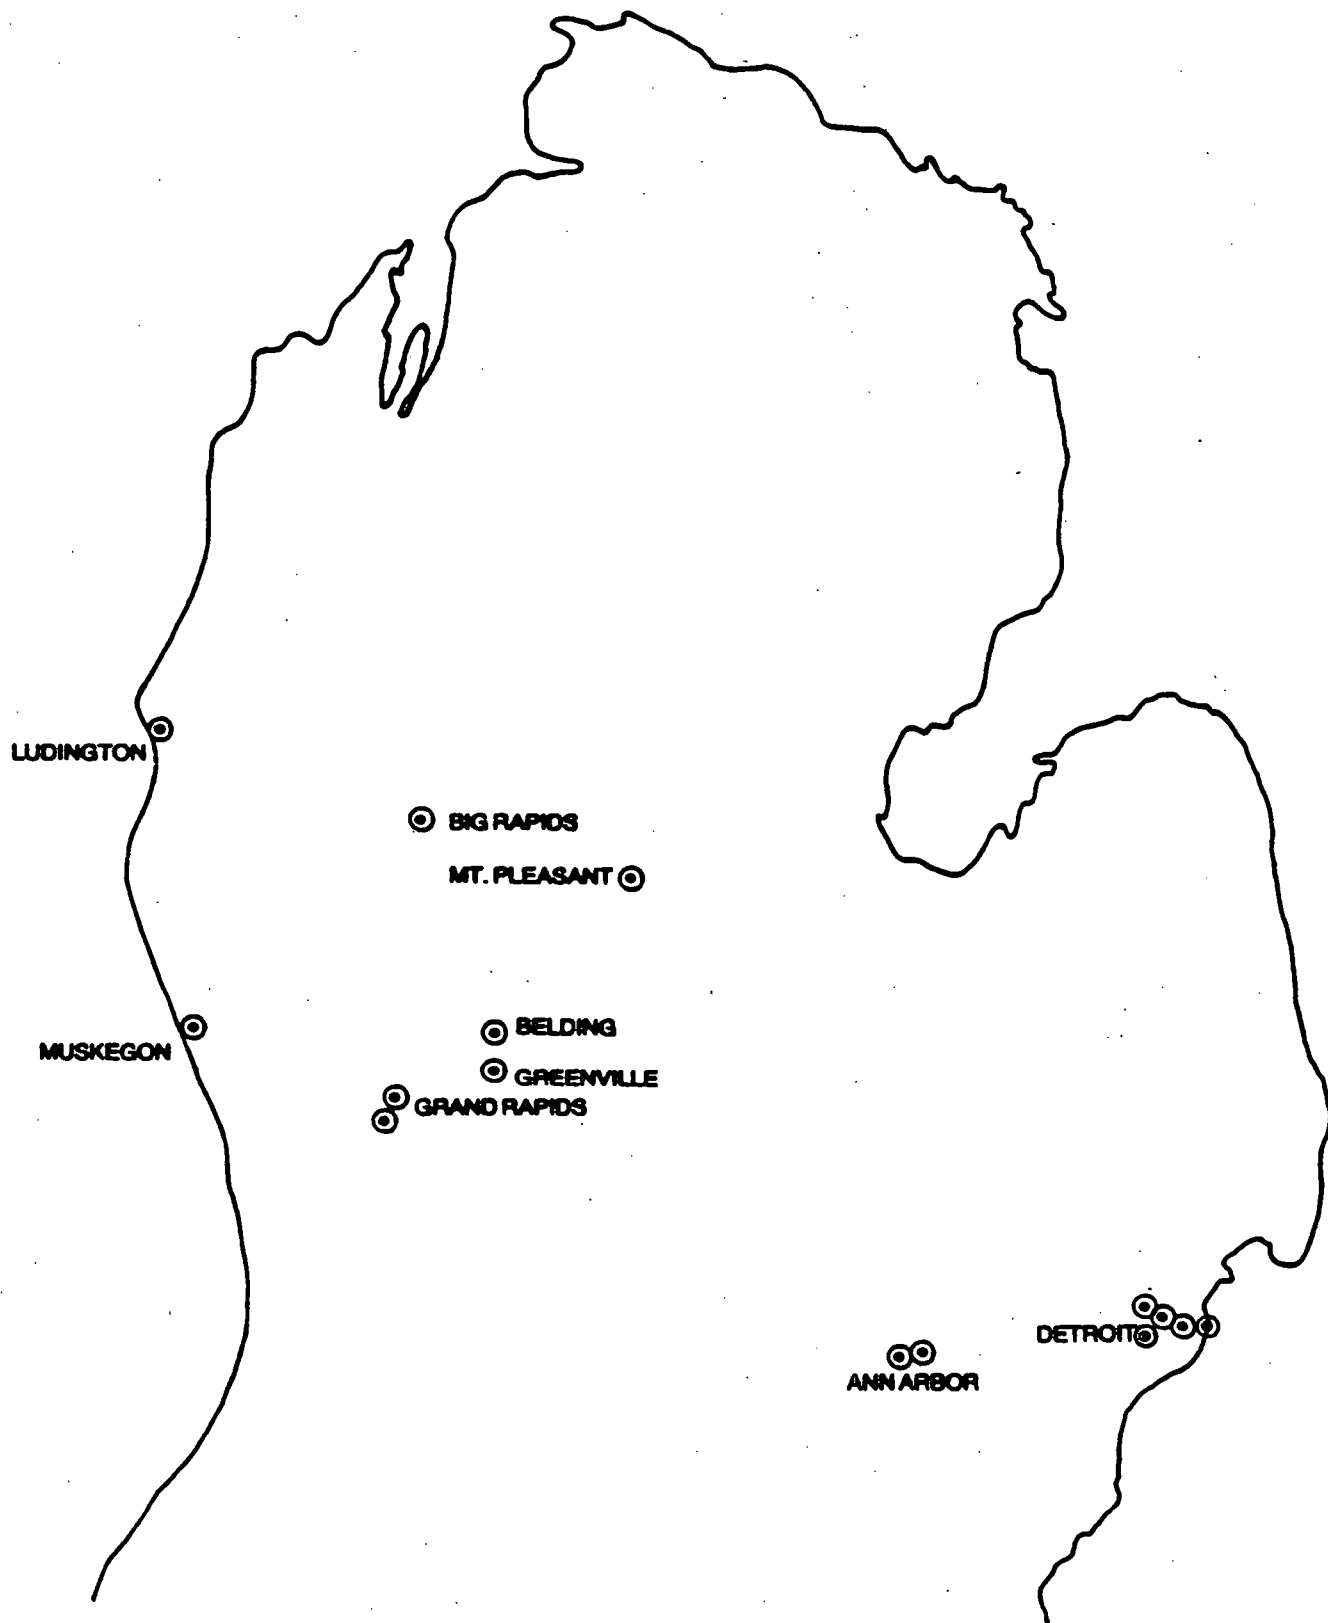 LUDINGTON
BIG RAPIDS
MT. PLEASANT
BELDING
MUSKEGON
GREENVILLE
GRAND RAPIDS
DETROIT
ANN ARBOR